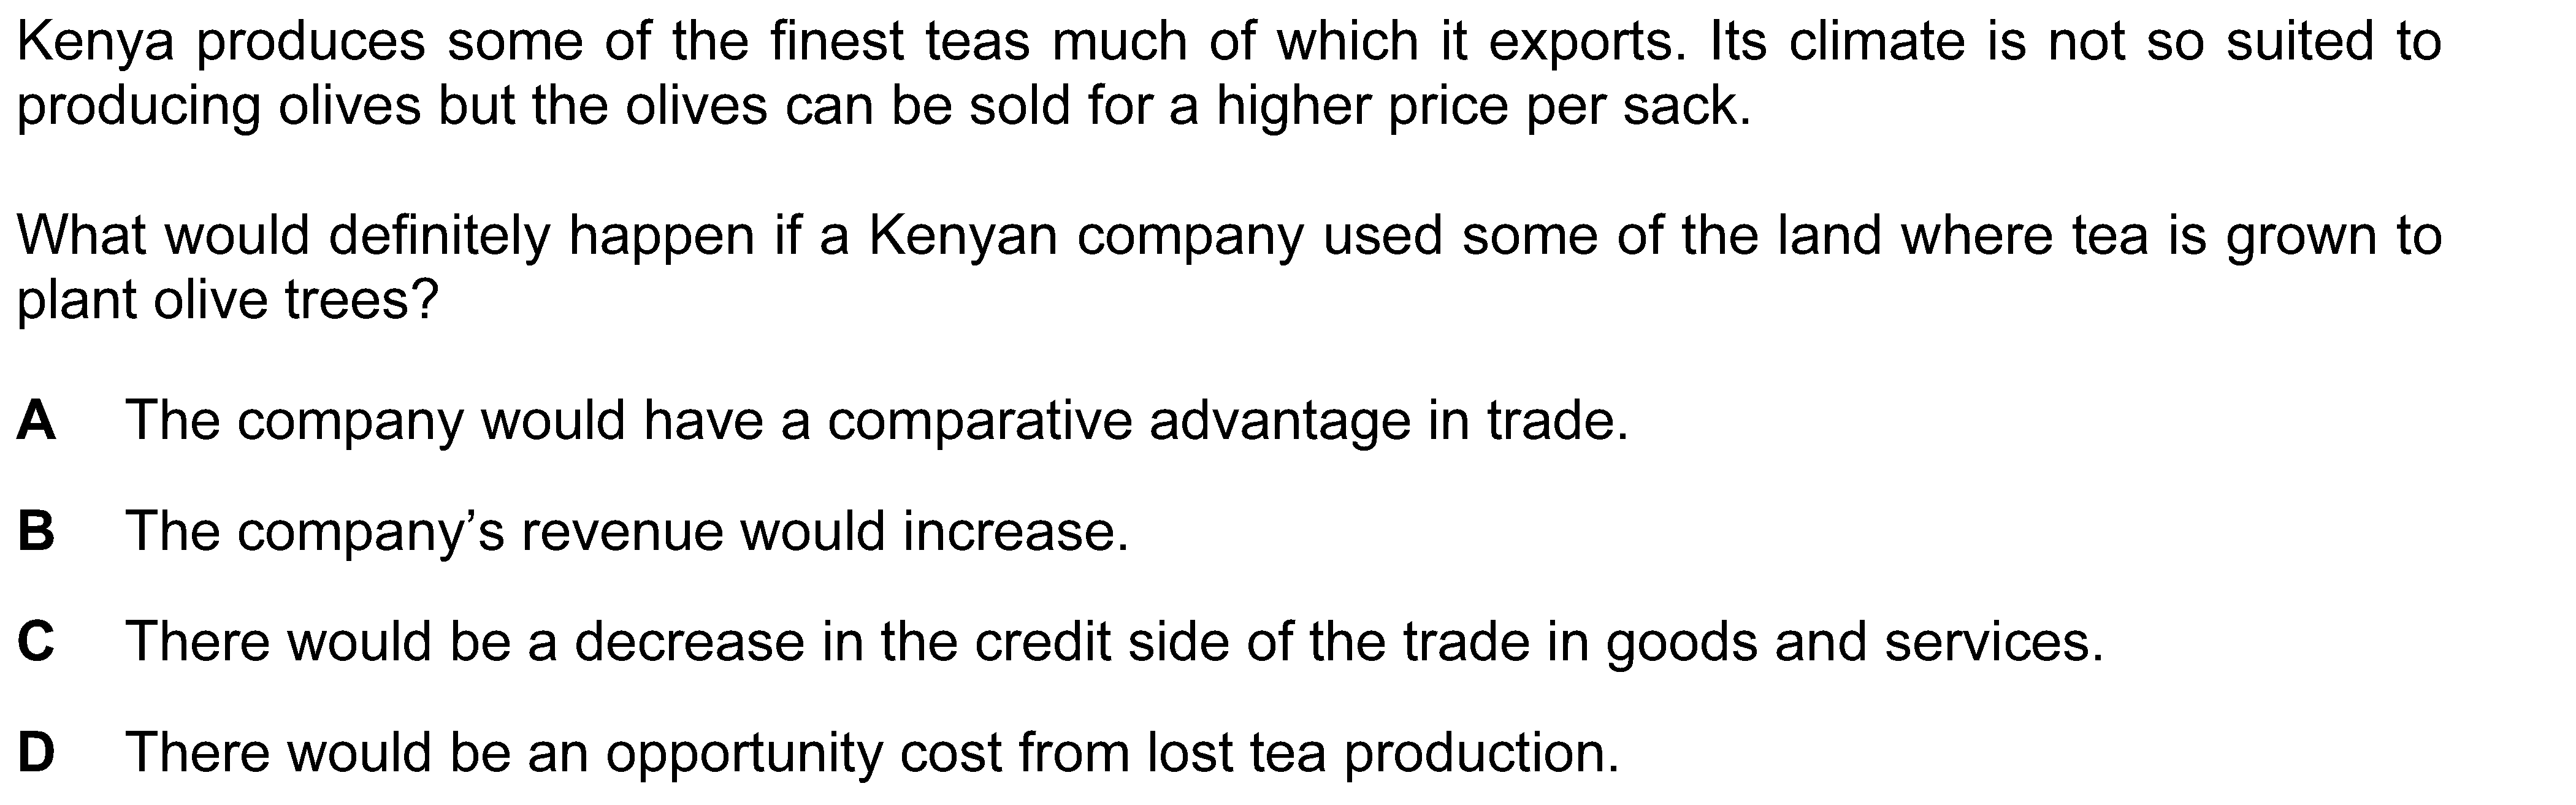 Kenya produces some of the finest teas much of which it exports. Its climate is not so suited to
producing olives but the olives can be sold for a higher price per sack.
What would definitely happen if a Kenyan company used some of the land where tea is grown to
plant olive trees?
A The company would have a comparative advantage in trade.
B The company’s revenue would increase.
C There would be a decrease in the credit side of the trade in goods and services.
D There would be an opportunity cost from lost tea production.